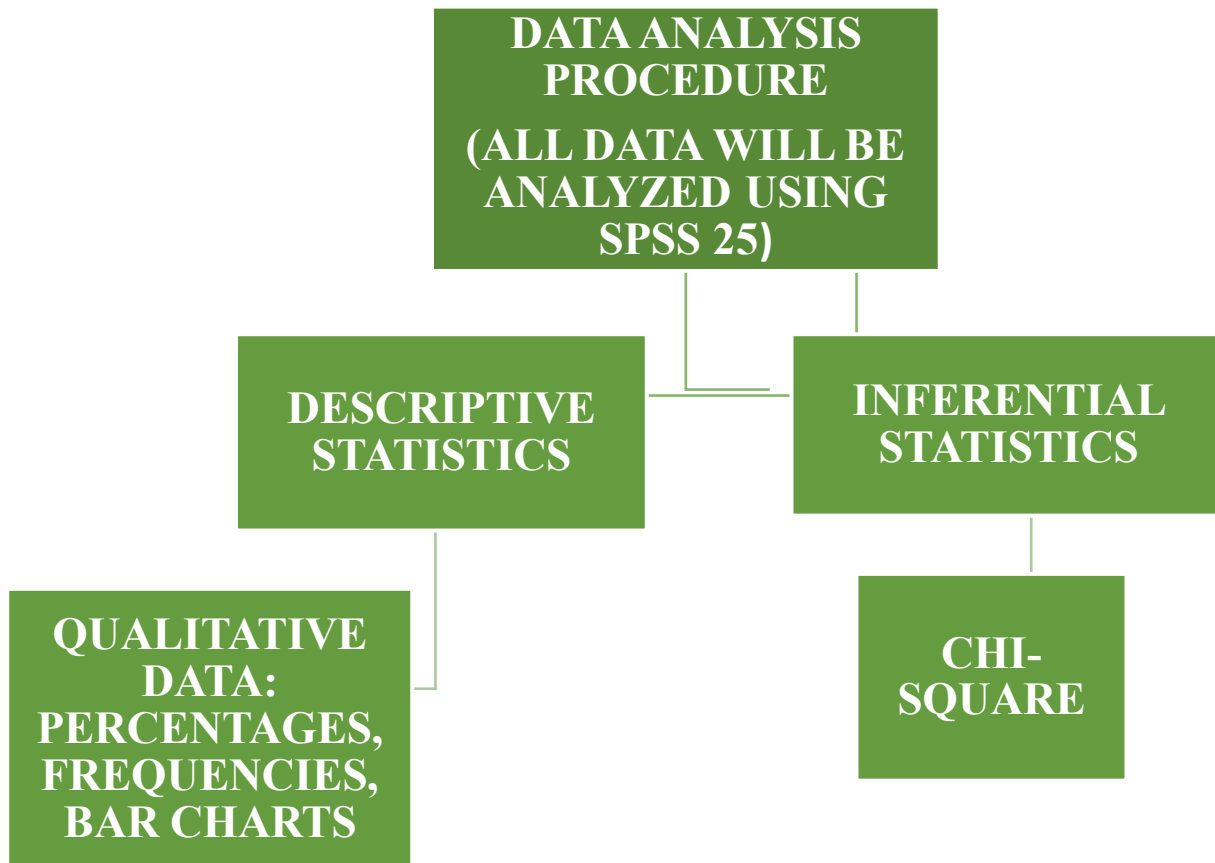 DATA ANALYSIS
PROCEDURE
(ALL DATA WILL BE
ANALYZED USING
SPSS 25)
DESCRIPTIVE
STATISTICS
INFERENTIAL
STATISTICS
QUALITATIVE
DATA:
PERCENTAGES,
FREQUENCIES,
BAR CHARTS
CHI-
SQUARE